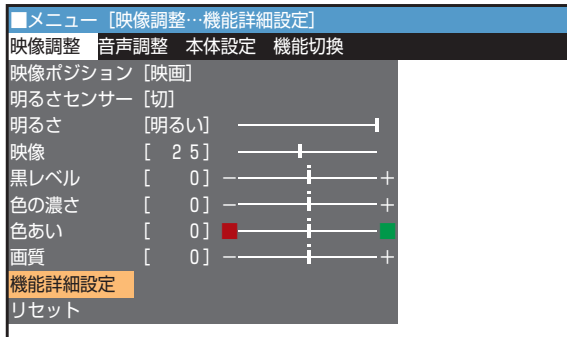 ■メニュー [映像調整…機能詳細設定]
映像調整 音声調整 本体設定 機能切換
映像ポジション [映画]
明るさセンサー [切]
明るさ [明るい]
映像 [ 25]
黒レベル [ 0] − +
色の濃さ [ 0] − +
色あい [ 0]
画質 [ 0] − +
機能詳細設定
リセット